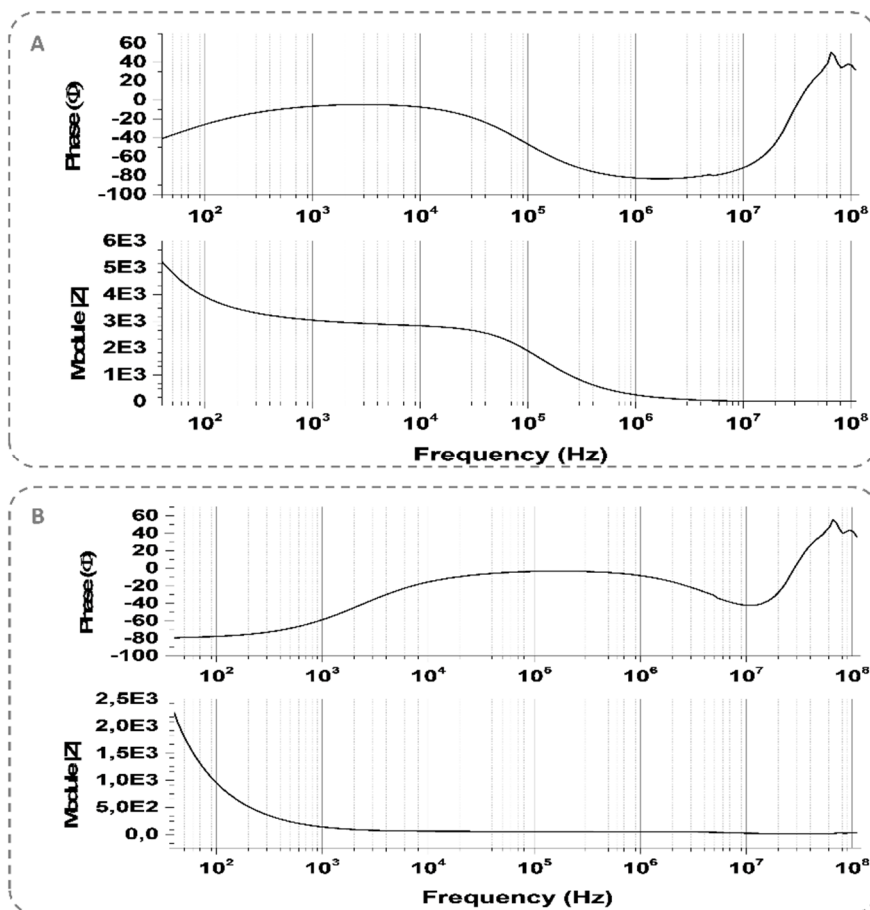 A
60
40
20
0
-20
-40
-60
-80
-100
Phase (Φ)
10² 10³ 10⁴ 10⁵ 10⁶ 10⁷ 10⁸
6E3
5E3
4E3
3E3
2E3
1E3
0
Module |Z|
10² 10³ 10⁴ 10⁵ 10⁶ 10⁷ 10⁸
Frequency (Hz)
B
60
40
20
0
-20
-40
-60
-80
-100
Phase (Φ)
10² 10³ 10⁴ 10⁵ 10⁶ 10⁷ 10⁸
2,5E3
2,0E3
1,5E3
1,0E3
5,0E2
0,0
Module |Z|
10² 10³ 10⁴ 10⁵ 10⁶ 10⁷ 10⁸
Frequency (Hz)